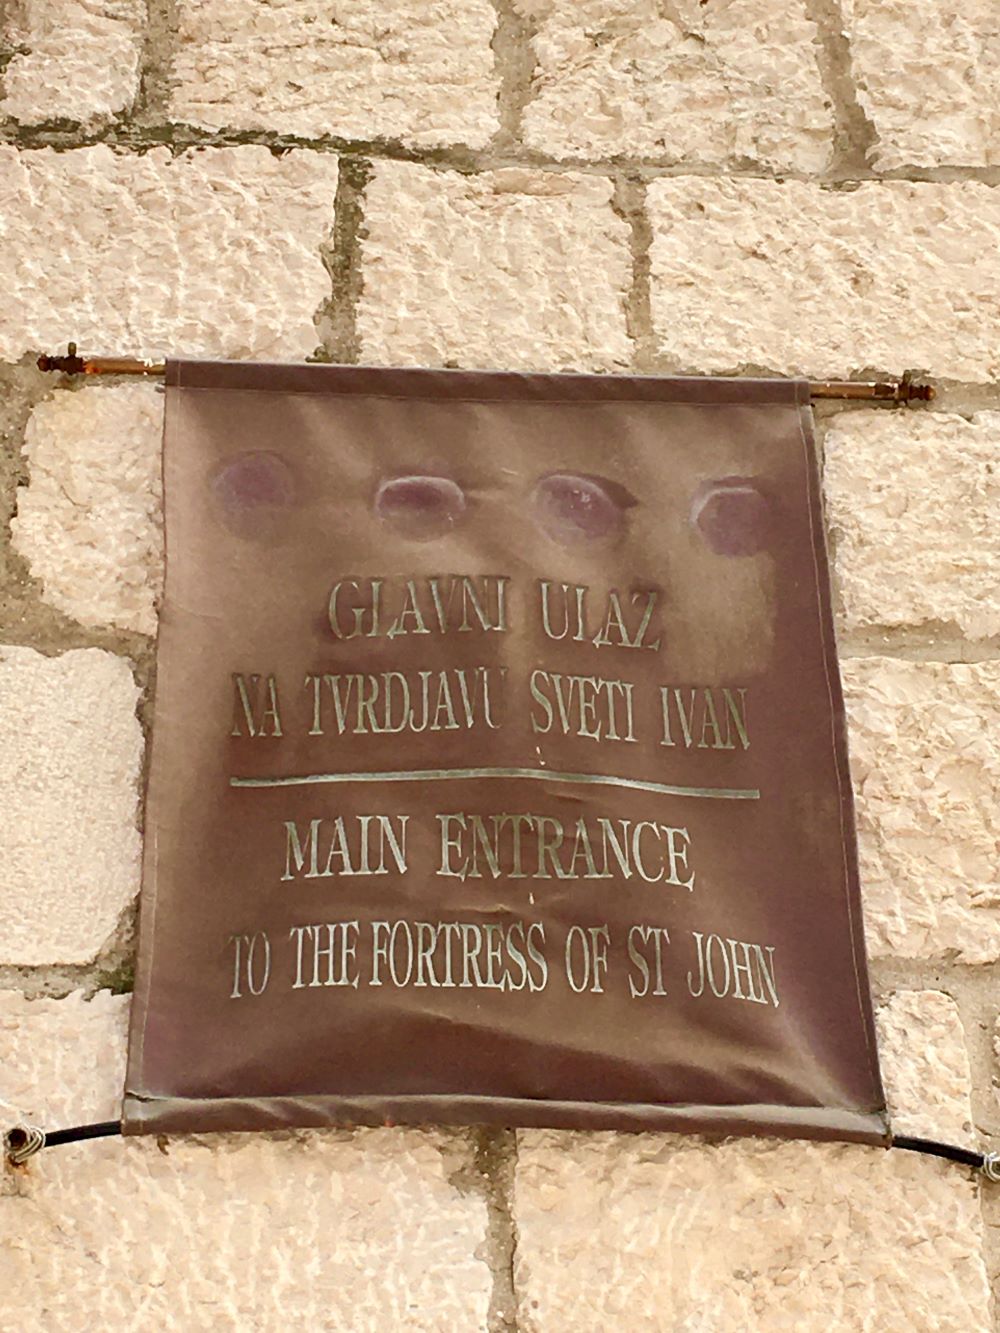 GLAVNI ULAZ
NA TVRDJAVU SVETI IVAN
MAIN ENTRANCE
TO THE FORTRESS OF ST JOHN